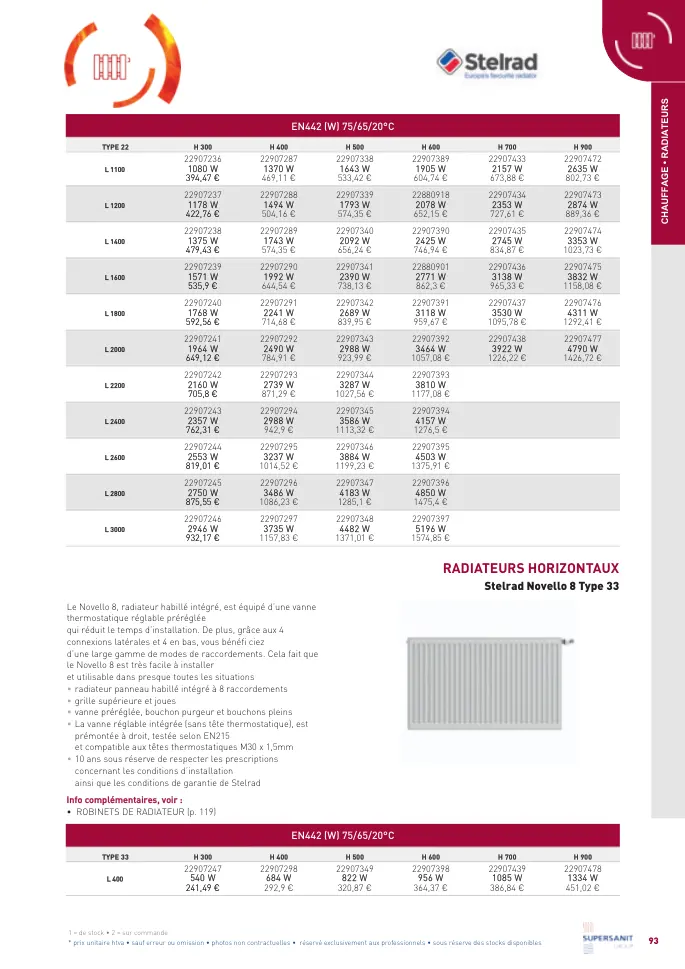 Stelrad
Europe's favourite radiator
CHAUFFAGE • RADIATEURS
EN442 (W) 75/65/20°C
TYPE 22 H 300 H 400 H 500 H 600 H 700 H 900
22907236 22907287 22907338 22907389 22907433 22907472
L 1100 1080 W 1370 W 1643 W 1905 W 2157 W 2635 W
394,47 € 469,11 € 533,42 € 604,74 € 673,88 € 802,73 €
22907237 22907288 22907339 22880918 22907434 22907473
L 1200 1178 W 1494 W 1793 W 2078 W 2353 W 2874 W
422,76 € 504,16 € 574,35 € 652,15 € 727,61 € 889,36 €
22907238 22907289 22907340 22907390 22907435 22907474
L 1400 1375 W 1743 W 2092 W 2425 W 2745 W 3353 W
479,43 € 574,35 € 656,24 € 746,94 € 834,87 € 1023,73 €
22907239 22907290 22907341 22880901 22907436 22907475
L 1600 1571 W 1992 W 2390 W 2771 W 3138 W 3832 W
535,9 € 644,54 € 738,13 € 862,3 € 965,33 € 1158,08 €
22907240 22907291 22907342 22907391 22907437 22907476
L 1800 1768 W 2241 W 2689 W 3118 W 3530 W 4311 W
592,56 € 714,68 € 839,95 € 959,67 € 1095,78 € 1292,41 €
22907241 22907292 22907343 22907392 22907438 22907477
L 2000 1964 W 2490 W 2988 W 3464 W 3922 W 4790 W
649,12 € 784,91 € 923,99 € 1057,08 € 1226,22 € 1426,72 €
22907242 22907293 22907344 22907393
L 2200 2160 W 2739 W 3287 W 3810 W
705,8 € 871,29 € 1027,56 € 1177,08 €
22907243 22907294 22907345 22907394
L 2400 2357 W 2988 W 3586 W 4157 W
762,31 € 942,9 € 1113,32 € 1276,5 €
22907244 22907295 22907346 22907395
L 2600 2553 W 3237 W 3884 W 4503 W
819,01 € 1014,52 € 1199,23 € 1375,91 €
22907245 22907296 22907347 22907396
L 2800 2750 W 3486 W 4183 W 4850 W
875,55 € 1086,23 € 1285,1 € 1475,4 €
22907246 22907297 22907348 22907397
L 3000 2946 W 3735 W 4482 W 5196 W
932,17 € 1157,83 € 1371,01 € 1574,85 €
RADIATEURS HORIZONTAUX
Stelrad Novello 8 Type 33
Le Novello 8, radiateur habillé intégré, est équipé d'une vanne
thermostatique réglable préréglée
qui réduit le temps d'installation. De plus, grâce aux 4
connexions latérales et 4 en bas, vous bénéfi ciez
d'une large gamme de modes de raccordements. Cela fait que
le Novello 8 est très facile à installer
et utilisable dans presque toutes les situations
• radiateur panneau habillé intégré à 8 raccordements
• grille supérieure et joues
• vanne préréglée, bouchon purgeur et bouchons pleins
• La vanne réglable intégrée (sans tête thermostatique), est
prémontée à droit, testée selon EN215
et compatible aux têtes thermostatiques M30 x 1,5mm
• 10 ans sous réserve de respecter les prescriptions
concernant les conditions d'installation
ainsi que les conditions de garantie de Stelrad
Info complémentaires, voir :
• ROBINETS DE RADIATEUR (p. 119)
EN442 (W) 75/65/20°C
TYPE 33 H 300 H 400 H 500 H 600 H 700 H 900
22907247 22907298 22907349 22907398 22907439 22907478
L 400 540 W 684 W 822 W 956 W 1085 W 1334 W
241,49 € 292,9 € 320,87 € 364,37 € 386,84 € 451,02 €
1 = de stock • 2 = sur commande
* prix unitaire htva • sauf erreur ou omission • photos non contractuelles • réservé exclusivement aux professionnels • sous réserve des stocks disponibles
SUPERSANIT
GROUP
93